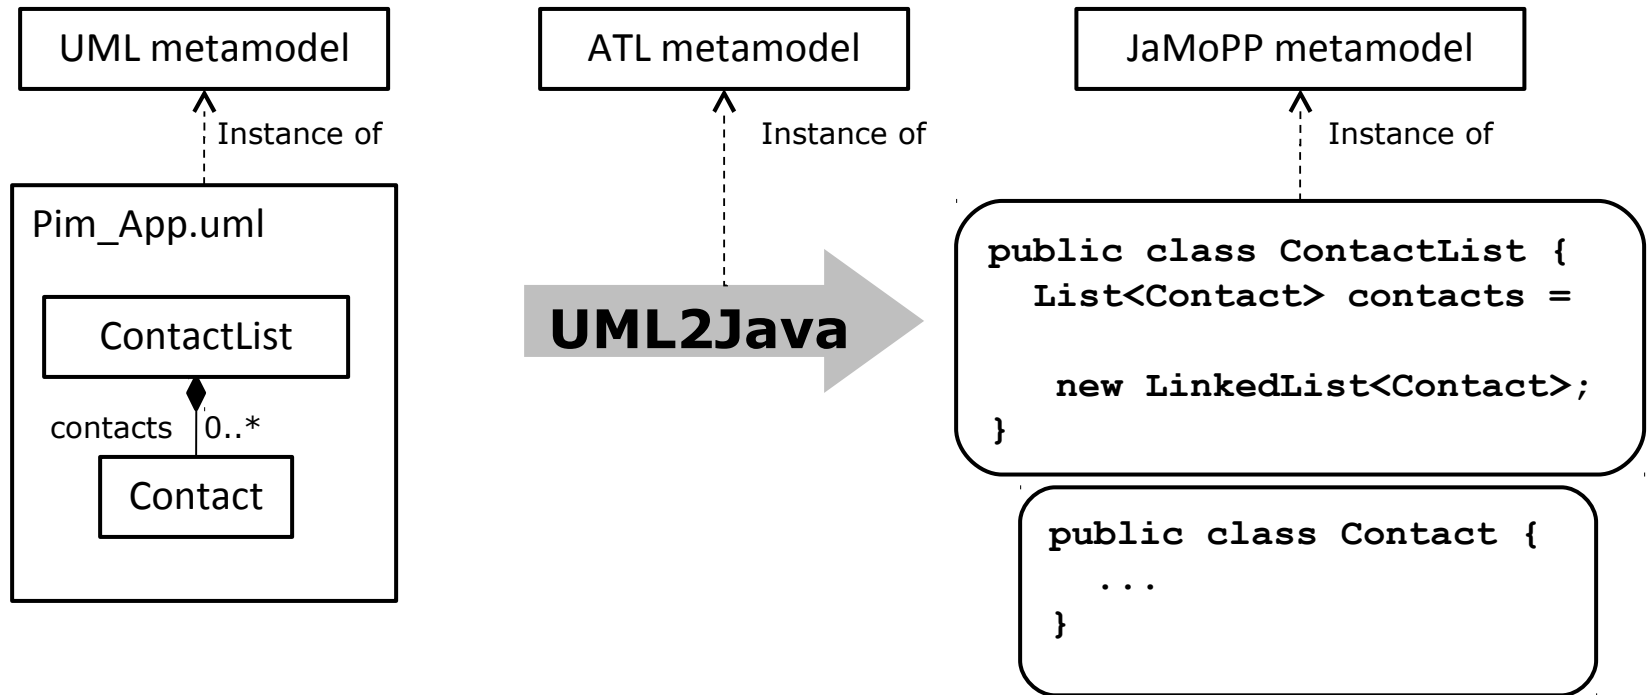 UML metamodel
ATL metamodel
JaMoPP metamodel
Instance of
Instance of
Instance of
Pim_App.uml
ContactList
contacts
0..*
Contact
UML2Java
public class ContactList {
List<Contact> contacts =
new LinkedList<Contact>;
}
public class Contact {
...
}